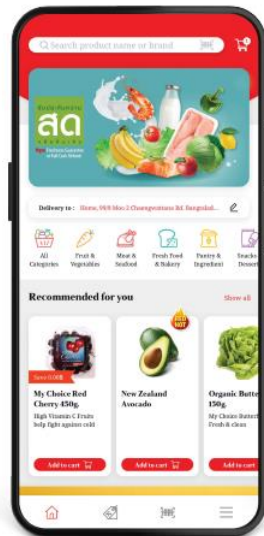 Search product name or brand
สด
Delivery to : Home, 99/9 Moo 2 Chaengwattana Rd. Bangtalad...
All
Categories
Fruit &
Vegetables
Meat &
Seafood
Fresh Food
& Bakery
Pantry &
Ingredient
Snacks
Dessert
Recommended for you
Show all
RED
HOT
My Choice Red
Cherry 450g.
High Vitamin C Fruits
help fight against cold
Add to cart
New Zealand
Avocado
Add to cart
Organic Butte
150g.
My Choice Butter
Fresh & clean
Add to cart